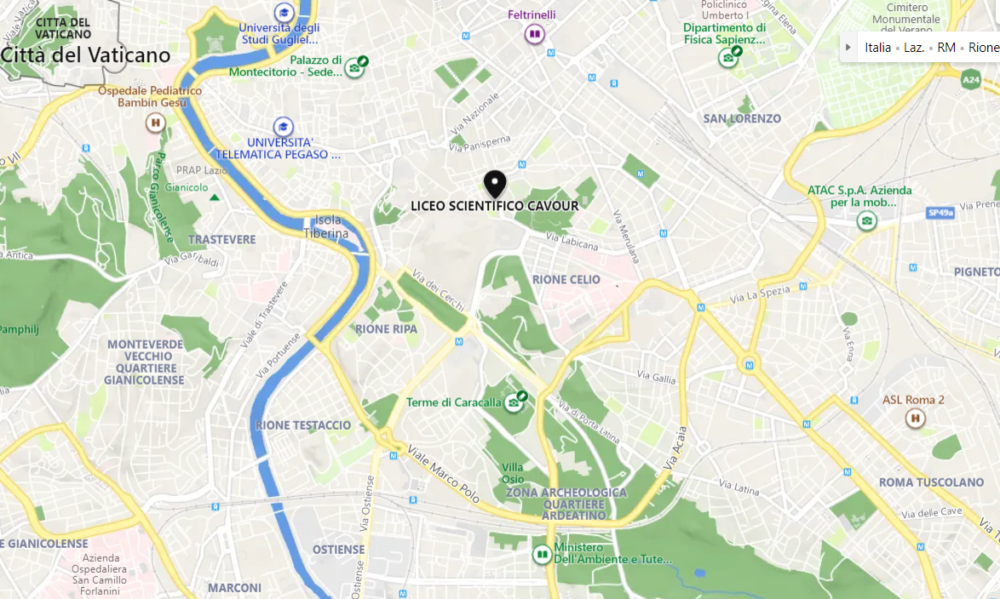 CITTÀ DEL
VATICANO
Città del Vaticano
Università degli
Studi Gugliel...
Feltrinelli
Policlinico
Umberto I
Dipartimento di
Fisica Sapienz...
Cimitero
Monumentale
del Verano
Italia • Laz. • RM • Rione
Palazzo di
Montecitorio - Sede...
A24
Ospedale Pediatrico
Bambin Gesù
H
Via Nazionale
SAN LORENZO
UNIVERSITA'
TELEMATICA PEGASO ...
Via Panisperna
PRAP Lazio
Gianicolo
Parco Gianicolense
LICEO SCIENTIFICO CAVOUR
ATAC S.p.A. Azienda
per la mob...
SP49a
Via Prene
Isola
Tiberina
TRASTEVERE
Via Labicana
Via Merulana
Antica
Via Garibaldi
RIONE CELIO
PIGNETO
Via dei Cerchi
Via La Spezia
Viale di Trastevere
Pamphilj
RIONE RIPA
Via Enna
MONTEVERDE
VECCHIO
QUARTIERE
GIANICOLENSE
Via Portuense
Via Gallia
Terme di Caracalla
ASL Roma 2
H
Via di Porta Latina
RIONE TESTACCIO
Via Acaia
Viale Marco Polo
Villa
Osio
ZONA ARCHEOLOGICA
QUARTIERE
ARDEATINO
Via Latina
ROMA TUSCOLANO
Via Ostiense
Via delle Cave
Via T
E GIANICOLENSE
OSTIENSE
Ministero
Dell'Ambiente e Tute...
Azienda
Ospedaliera
San Camillo
Forlanini
MARCONI
Ostiense